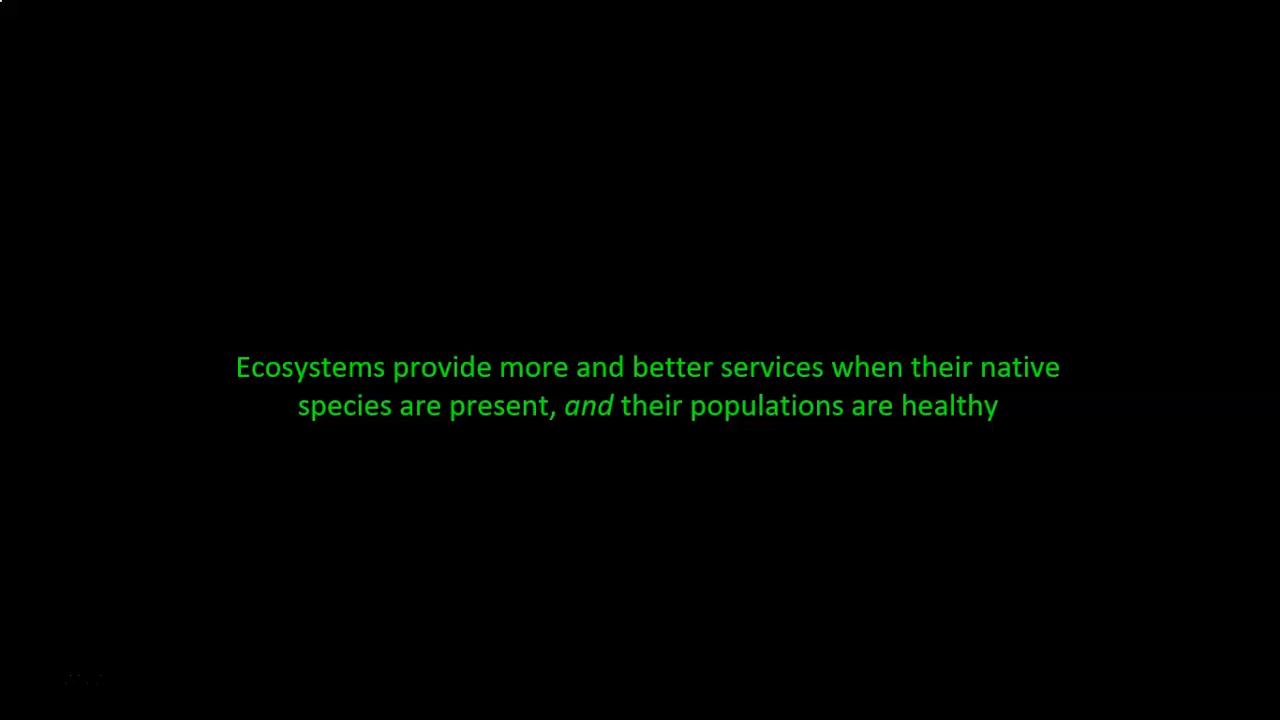 Ecosystems provide more and better services when their native
species are present, and their populations are healthy